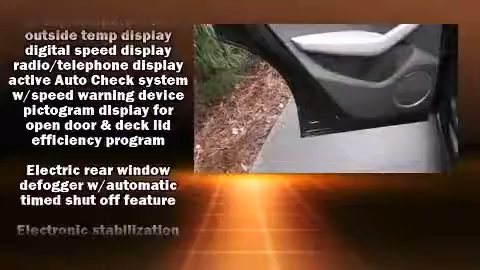 outside temp display
digital speed display
radio/telephone display
active Auto Check system
w/speed warning device
pictogram display for
open door & deck lid
efficiency program
Electric rear window
defogger w/automatic
timed shut off feature
Electronic stabilization